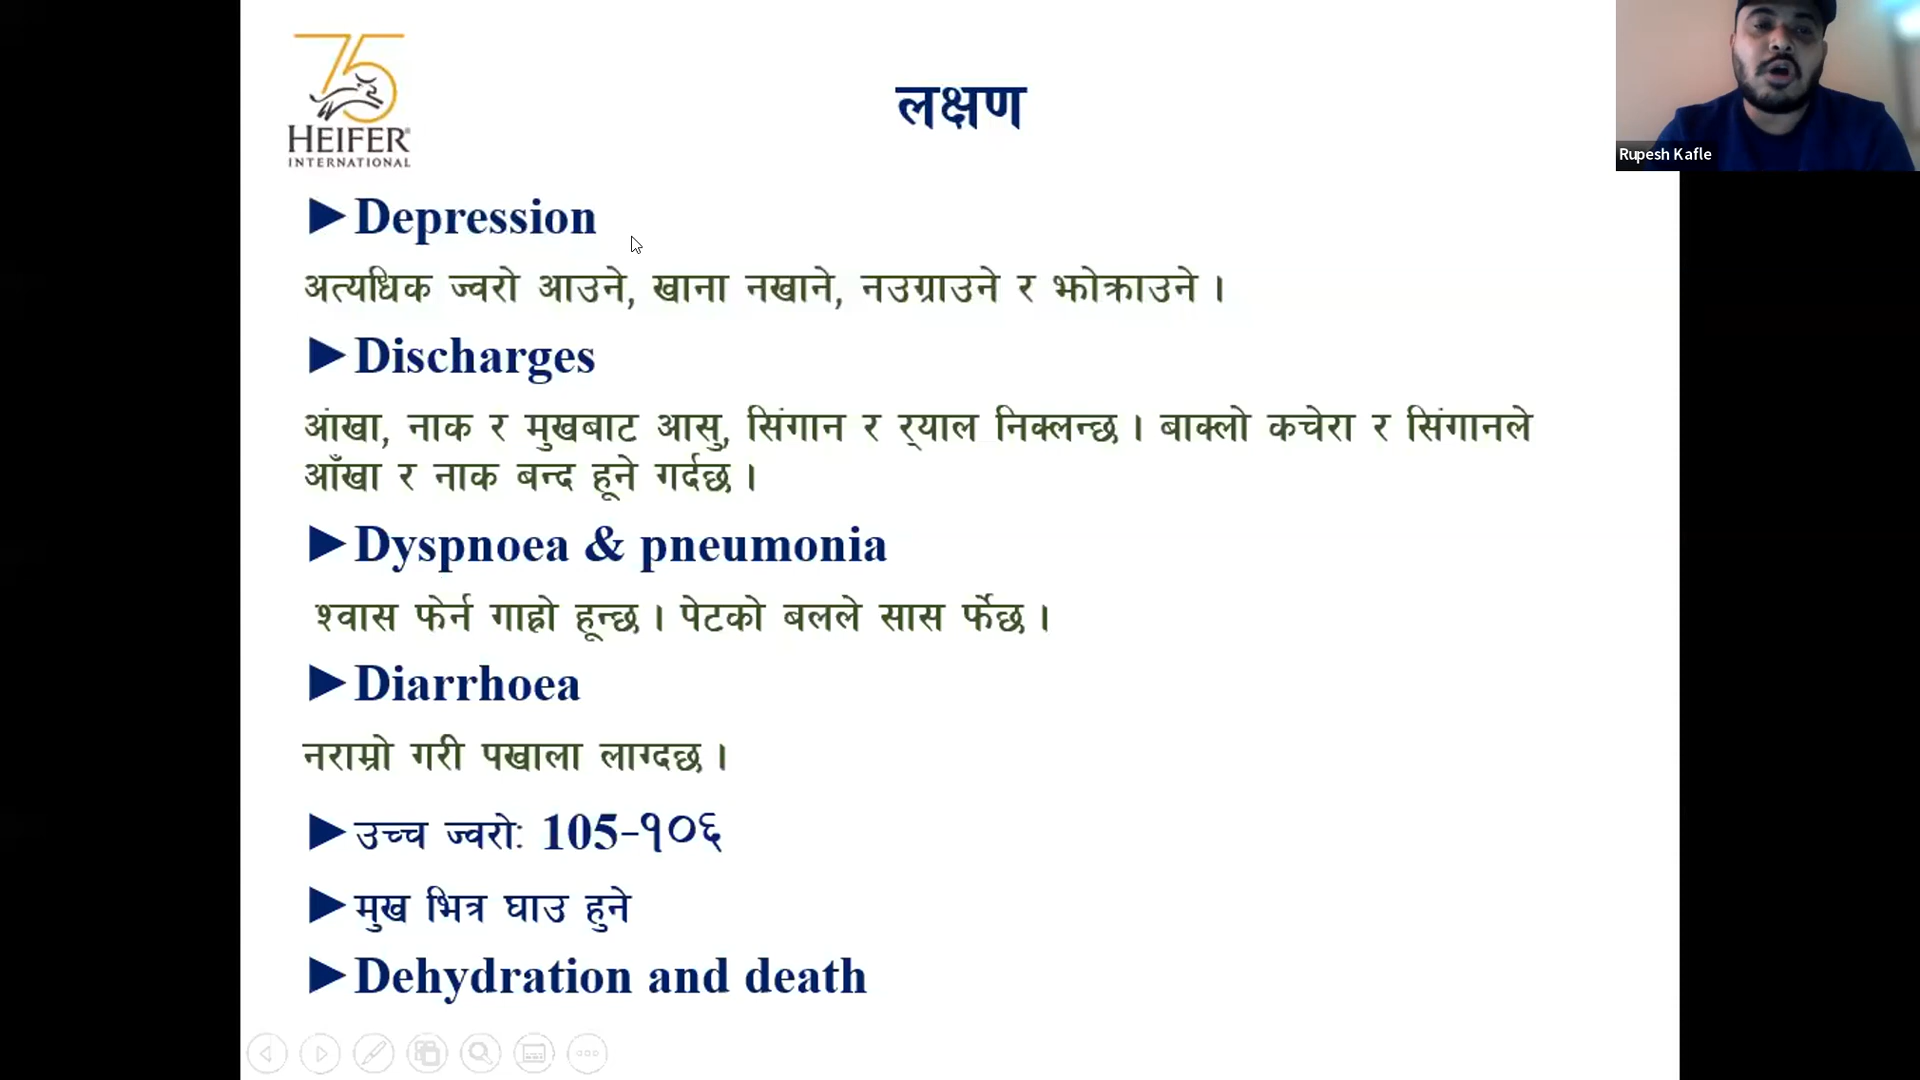 75
HEIFER
INTERNATIONAL
लक्षण
Rupesh Kafle
►Depression
अत्यधिक ज्वरो आउने, खाना नखाने, नउग्राउने र झोक्राउने ।
►Discharges
आंखा, नाक र मुखबाट आसु, सिंगान र र्‍याल निक्लन्छ । बाक्लो कचेरा र सिंगानले
आँखा र नाक बन्द हूने गर्दछ ।
►Dyspnoea & pneumonia
श्वास फेर्न गाह्रो हून्छ । पेटको बलले सास फेर्छ ।
►Diarrhoea
नराम्रो गरी पखाला लाग्दछ ।
►उच्च ज्वरो: 105-१०६
►मुख भित्र घाउ हुने
►Dehydration and death